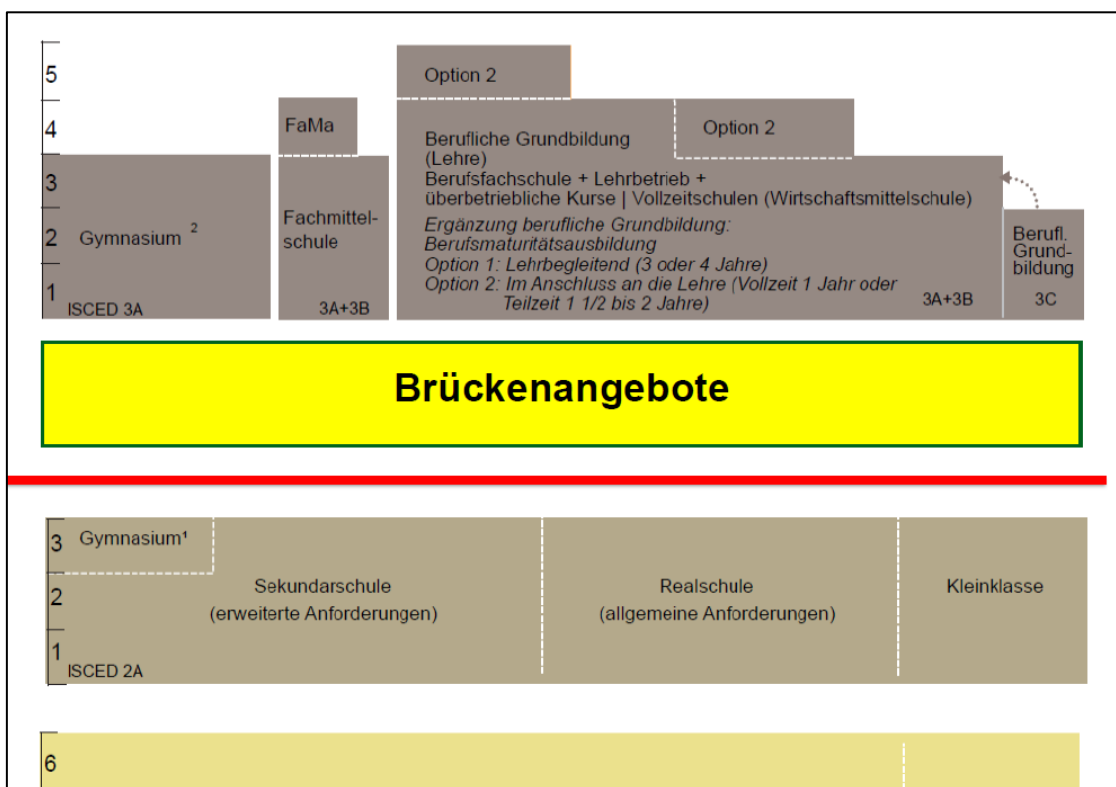 5
Option 2
4
FaMa
Option 2
Berufliche Grundbildung
(Lehre)
3
Berufsfachschule + Lehrbetrieb +
überbetriebliche Kurse | Vollzeitschulen (Wirtschaftsmittelschule)
2
Gymnasium 2
Fachmittel-
schule
Ergänzung berufliche Grundbildung:
Berufsmaturitätsausbildung
Option 1: Lehrbegleitend (3 oder 4 Jahre)
Option 2: Im Anschluss an die Lehre (Vollzeit 1 Jahr oder
Teilzeit 1 1/2 bis 2 Jahre)
Berufl.
Grund-
bildung
1
ISCED 3A
3A+3B
3A+3B
3C
Brückenangebote
3
Gymnasium¹
2
Sekundarschule
(erweiterte Anforderungen)
Realschule
(allgemeine Anforderungen)
Kleinklasse
1
ISCED 2A
6